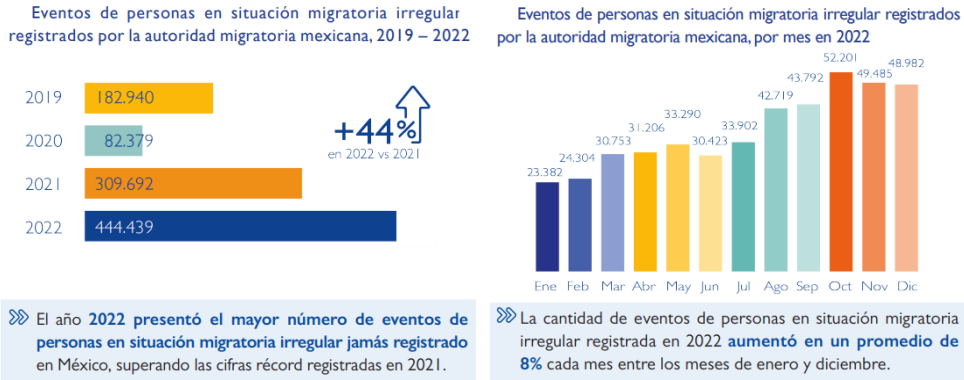 Eventos de personas en situación migratoria irregular
registrados por la autoridad migratoria mexicana, 2019 – 2022
2019
182.940
2020
82.379
2021
309.692
2022
444.439
+44%
en 2022 vs 2021
El año 2022 presentó el mayor número de eventos de
personas en situación migratoria irregular jamás registrado
en México, superando las cifras récord registradas en 2021.
Eventos de personas en situación migratoria irregular registrados
por la autoridad migratoria mexicana, por mes en 2022
23.382
24.304
30.753
31.206
33.290
30.423
33.902
42.719
43.792
52.201
49.485
48.982
Ene Feb Mar Abr May Jun Jul Ago Sep Oct Nov Dic
La cantidad de eventos de personas en situación migratoria
irregular registrada en 2022 aumentó en un promedio de
8% cada mes entre los meses de enero y diciembre.